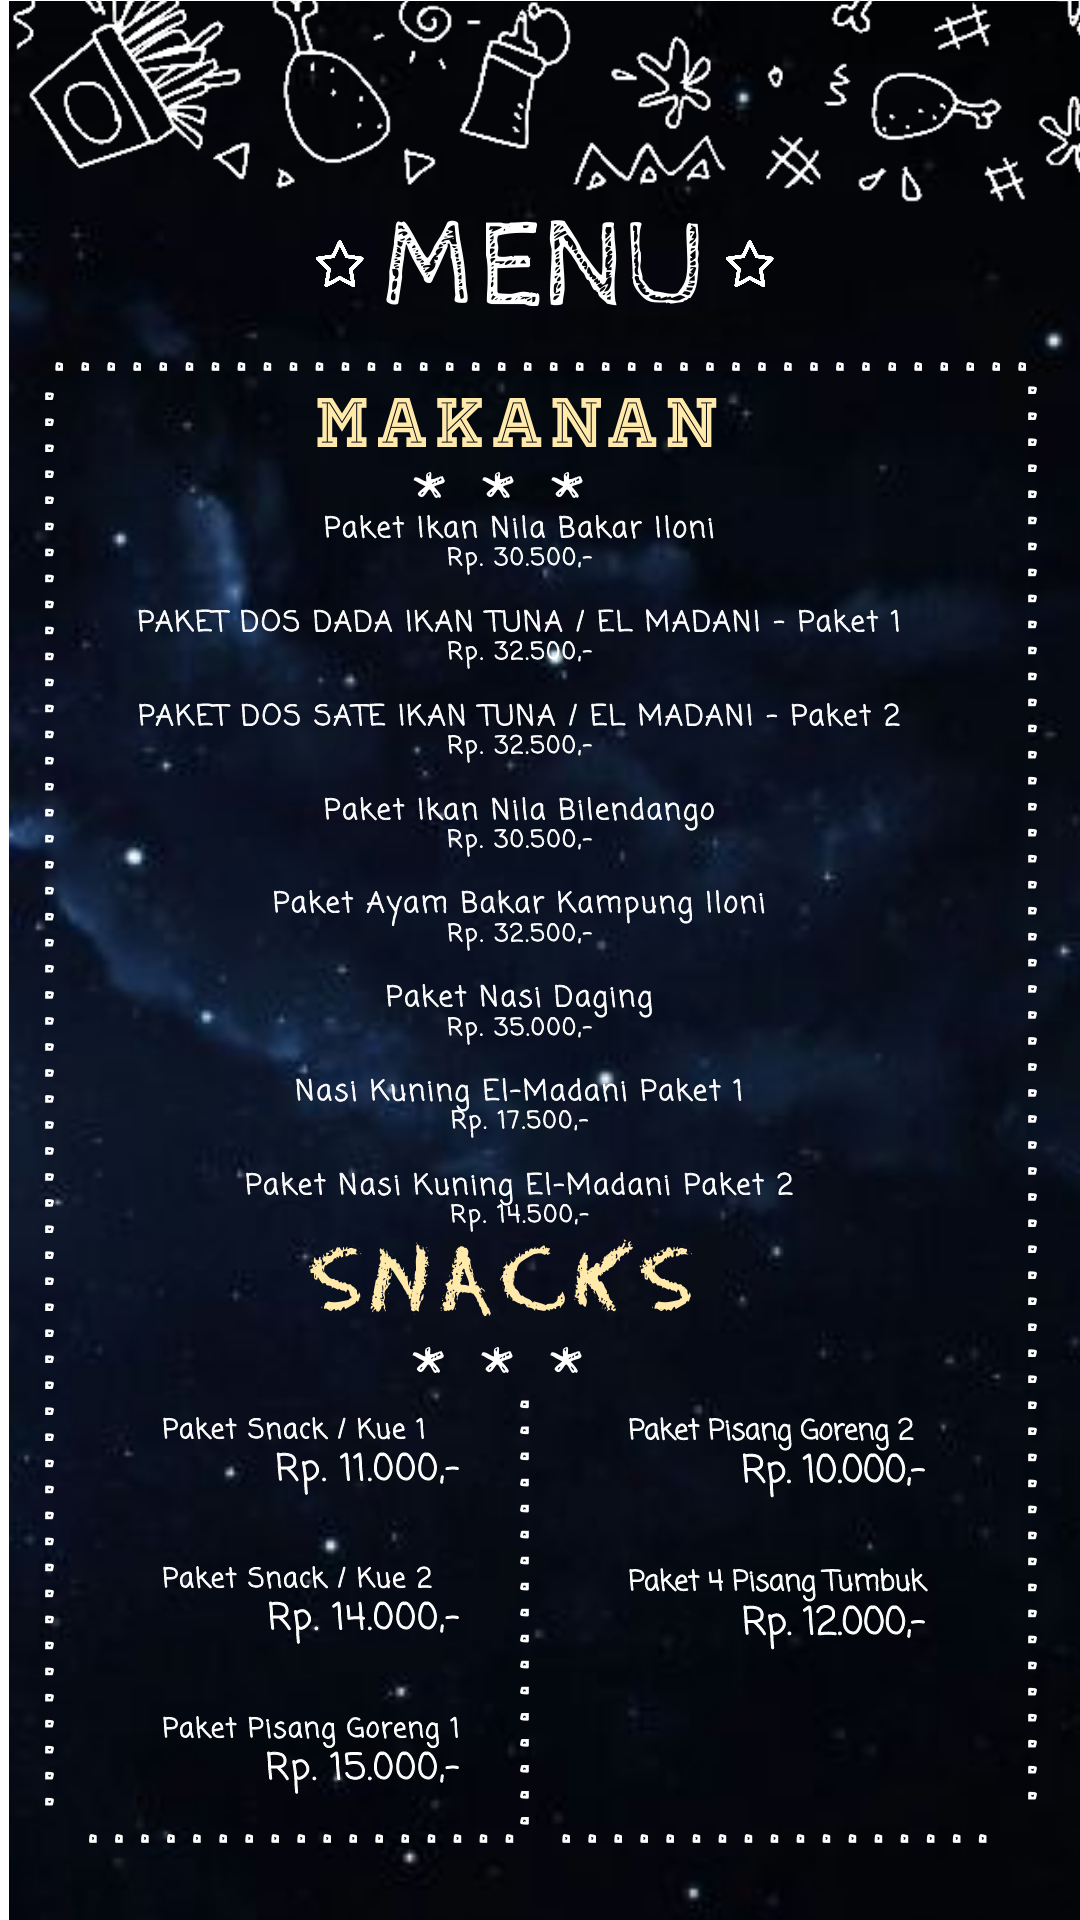 MENU
MAKANAN
Paket Ikan Nila Bakar Iloni
Rp. 30.500,-
PAKET DOS DADA IKAN TUNA / EL MADANI - Paket 1
Rp. 32.500,-
PAKET DOS SATE IKAN TUNA / EL MADANI - Paket 2
Rp. 32.500,-
Paket Ikan Nila Bilendango
Rp. 30.500,-
Paket Ayam Bakar Kampung Iloni
Rp. 32.500,-
Paket Nasi Daging
Rp. 35.000,-
Nasi Kuning El-Madani Paket 1
Rp. 17.500,-
Paket Nasi Kuning El-Madani Paket 2
Rp. 14.500,-
SNACKS
Paket Snack / Kue 1
Rp. 11.000,-
Paket Snack / Kue 2
Rp. 14.000,-
Paket Pisang Goreng 1
Rp. 15.000,-
Paket Pisang Goreng 2
Rp. 10.000,-
Paket 4 Pisang Tumbuk
Rp. 12.000,-